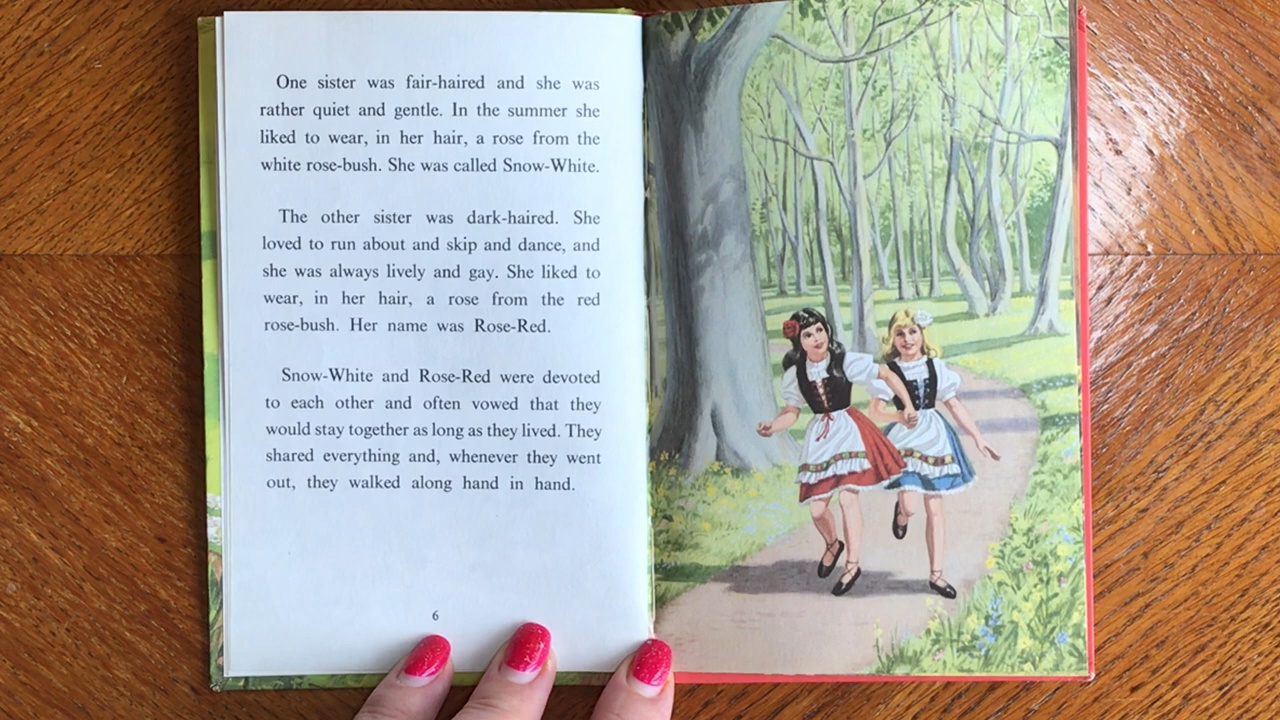 One sister was fair-haired and she was
rather quiet and gentle. In the summer she
liked to wear, in her hair, a rose from the
white rose-bush. She was called Snow-White.
The other sister was dark-haired. She
loved to run about and skip and dance, and
she was always lively and gay. She liked to
wear, in her hair, a rose from the red
rose-bush. Her name was Rose-Red.
Snow-White and Rose-Red were devoted
to each other and often vowed that they
would stay together as long as they lived. They
shared everything and, whenever they went
out, they walked along hand in hand.
6